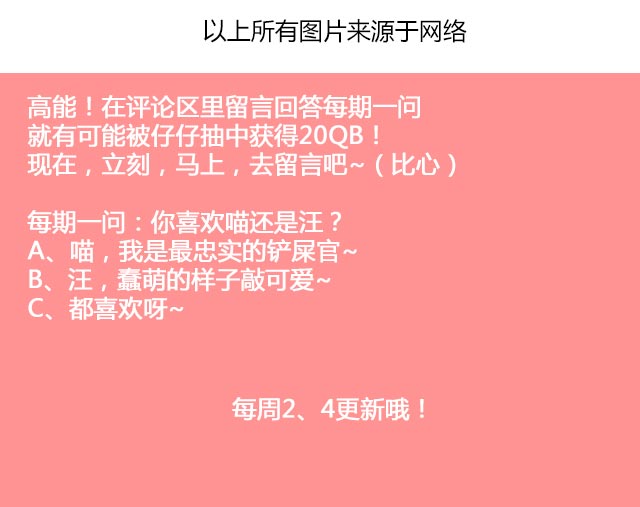 以上所有图片来源于网络
高能！在评论区里留言回答每期一问
就有可能被仔仔抽中获得20QB！
现在，立刻，马上，去留言吧~（比心）
每期一问：你喜欢喵还是汪？
A、喵，我是最忠实的铲屎官~
B、汪，蠢萌的样子敲可爱~
C、都喜欢呀~
每周2、4更新哦！